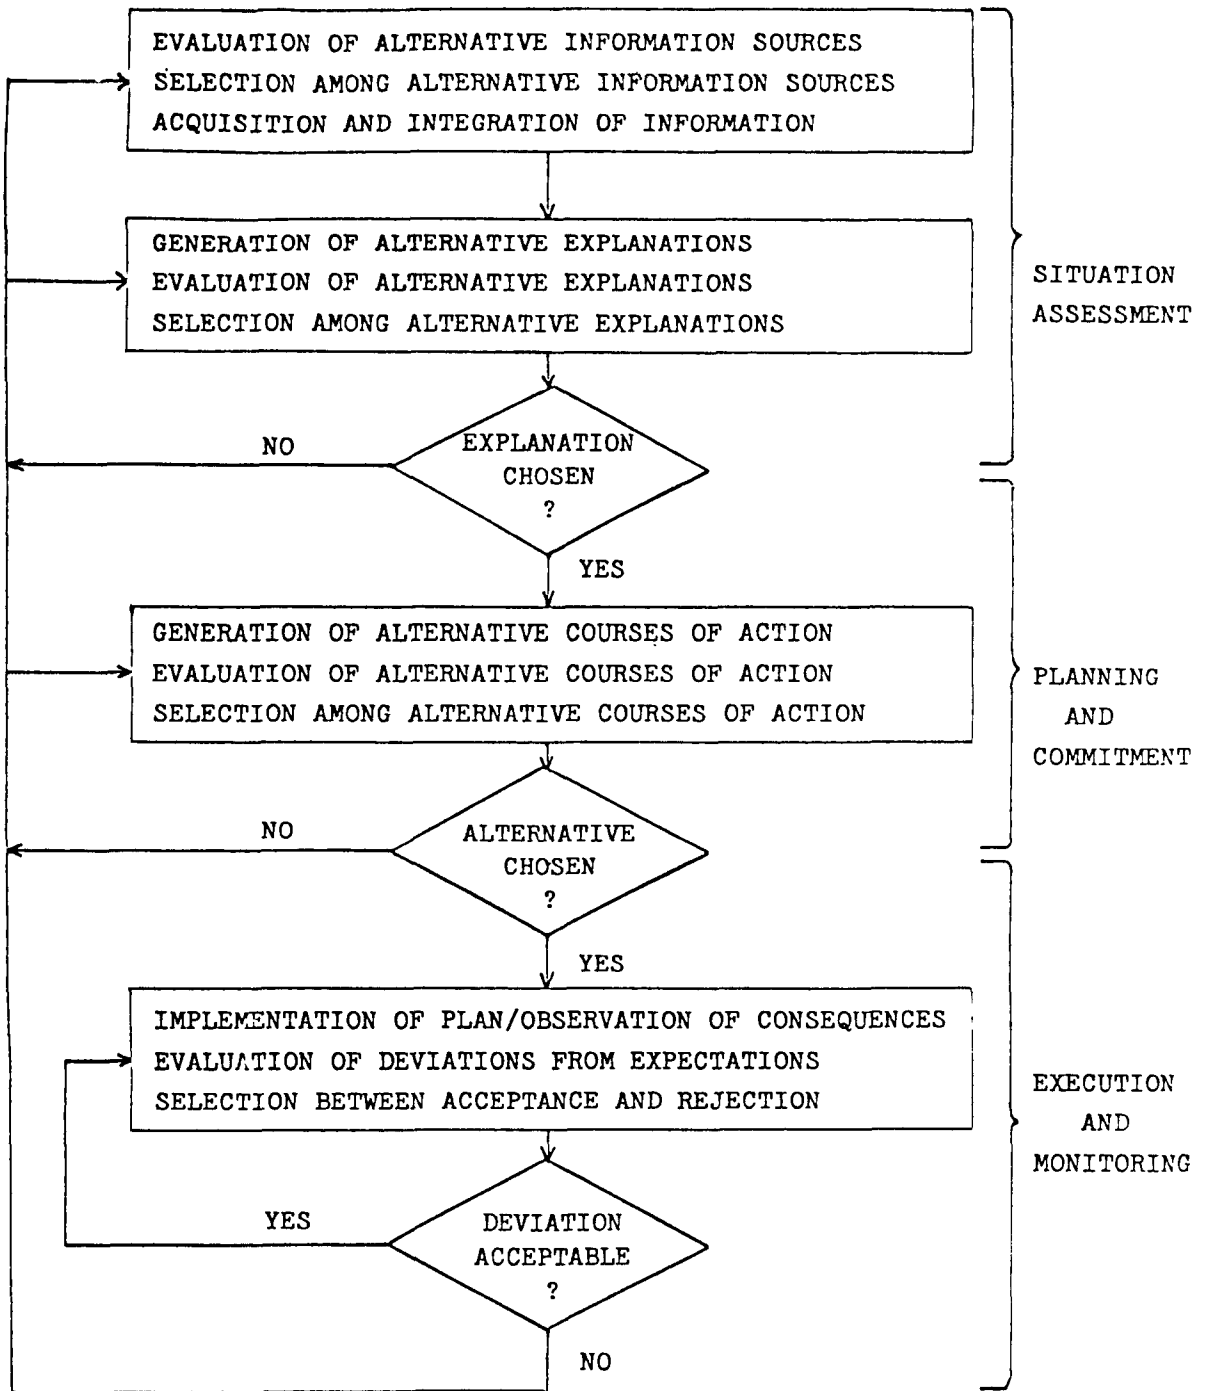 EVALUATION OF ALTERNATIVE INFORMATION SOURCES
SELECTION AMONG ALTERNATIVE INFORMATION SOURCES
ACQUISITION AND INTEGRATION OF INFORMATION
GENERATION OF ALTERNATIVE EXPLANATIONS
EVALUATION OF ALTERNATIVE EXPLANATIONS
SELECTION AMONG ALTERNATIVE EXPLANATIONS
SITUATION
ASSESSMENT
NO
EXPLANATION
CHOSEN
?
YES
GENERATION OF ALTERNATIVE COURSES OF ACTION
EVALUATION OF ALTERNATIVE COURSES OF ACTION
SELECTION AMONG ALTERNATIVE COURSES OF ACTION
PLANNING
AND
COMMITMENT
NO
ALTERNATIVE
CHOSEN
?
YES
IMPLEMENTATION OF PLAN/OBSERVATION OF CONSEQUENCES
EVALUATION OF DEVIATIONS FROM EXPECTATIONS
SELECTION BETWEEN ACCEPTANCE AND REJECTION
EXECUTION
AND
MONITORING
YES
DEVIATION
ACCEPTABLE
?
NO